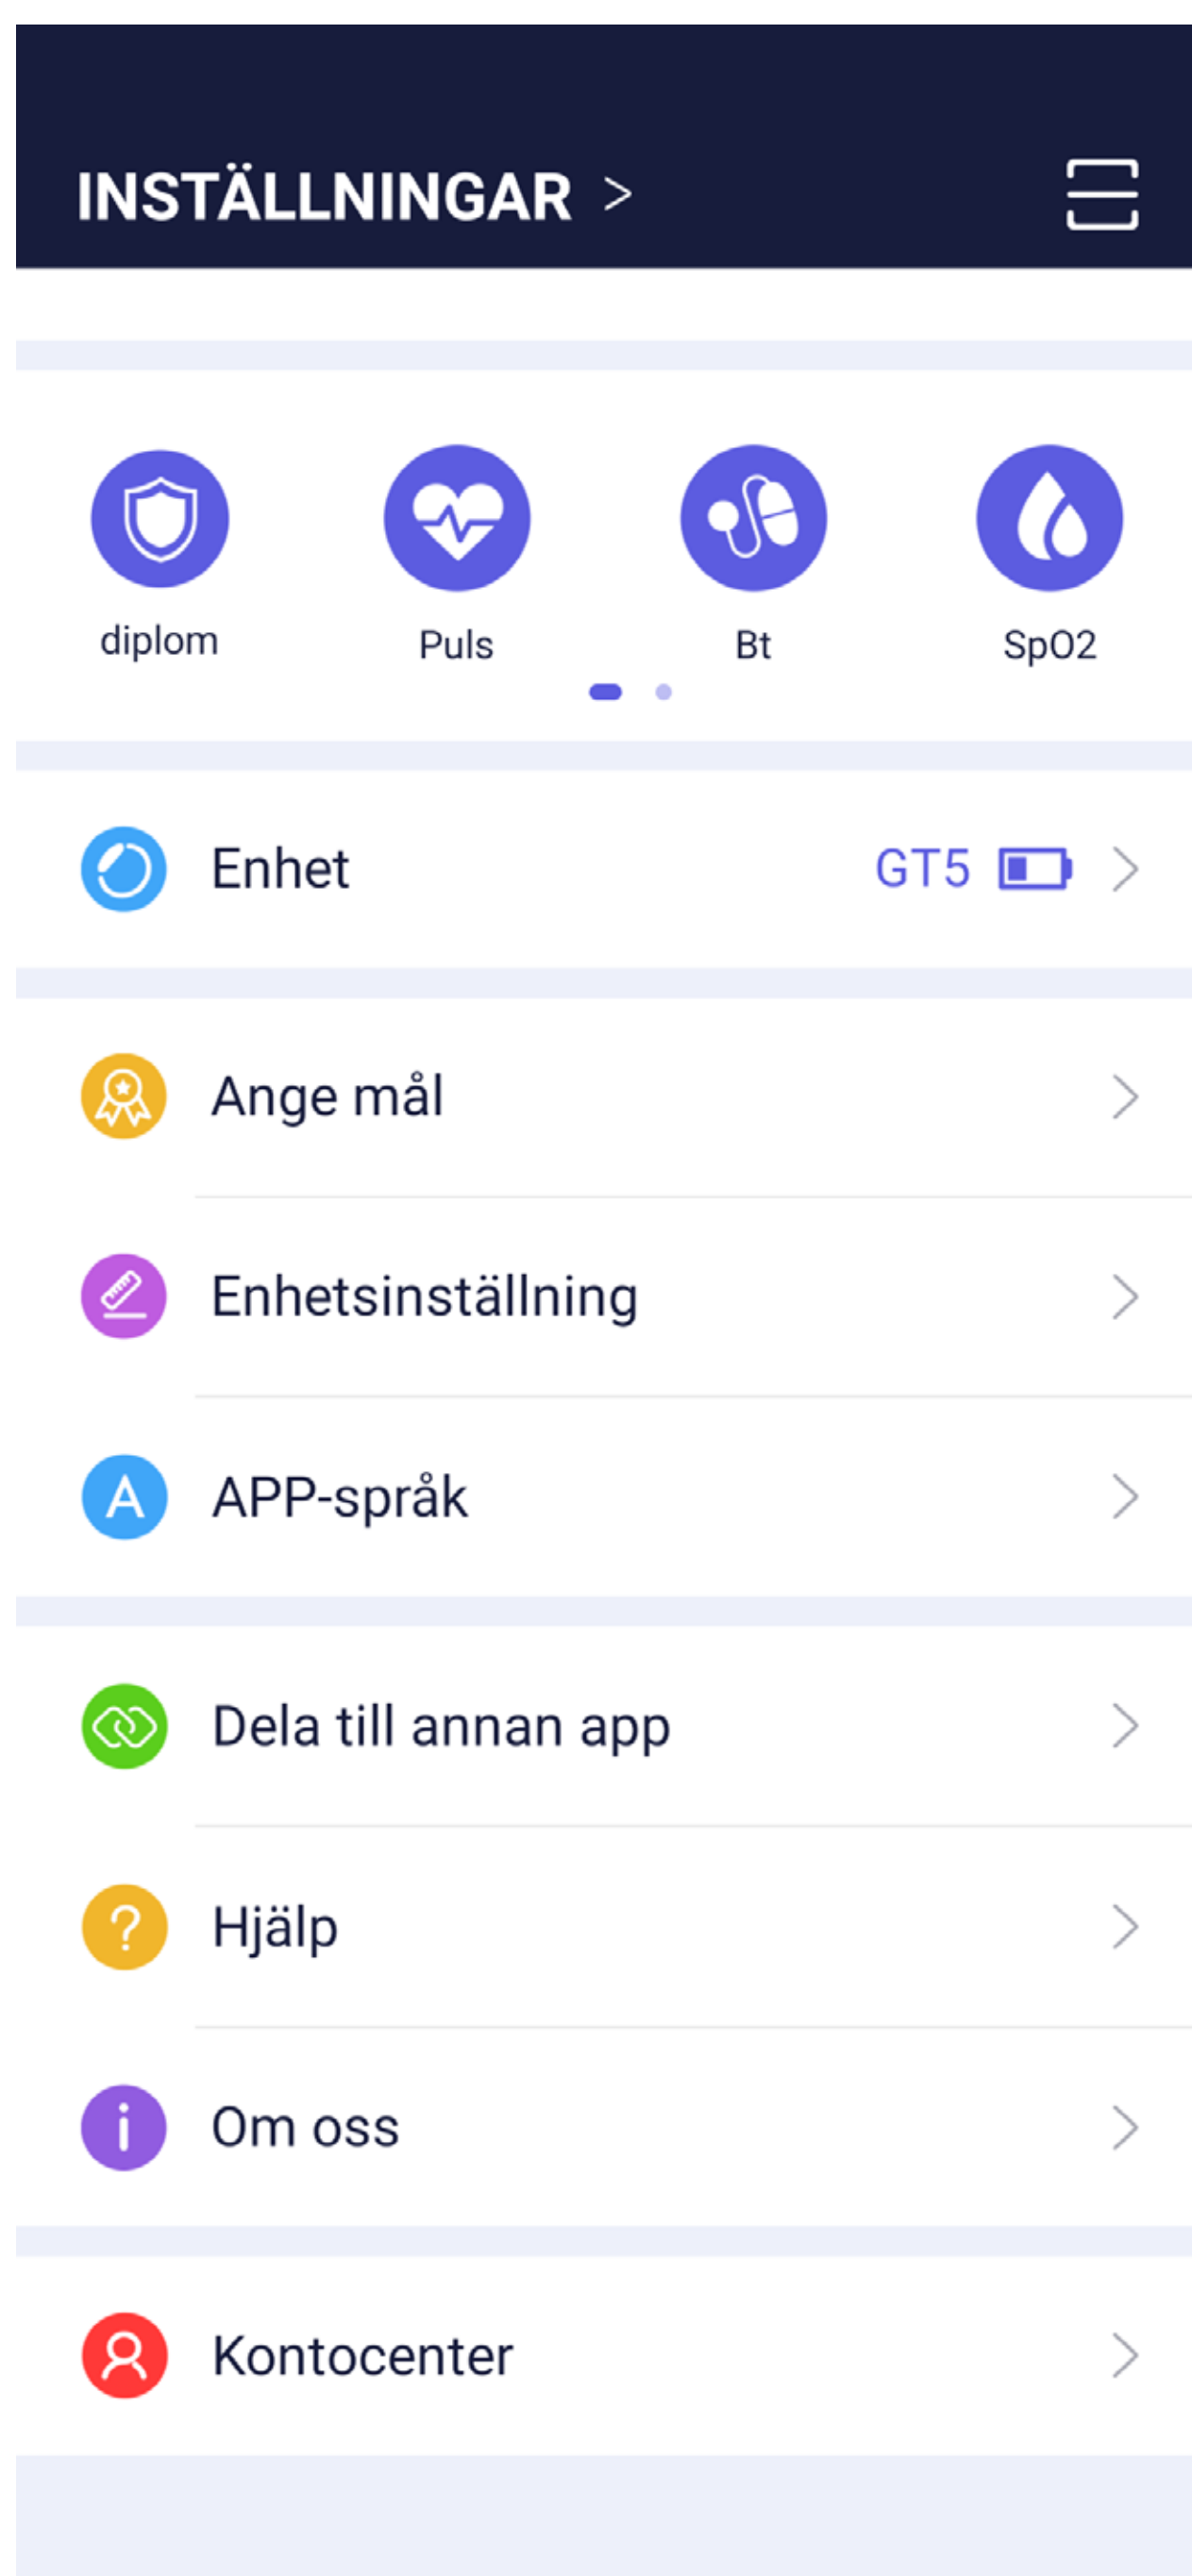 INSTÄLLNINGAR >
diplom Puls Bt SpO2
Enhet GT5
Ange mål
Enhetsinställning
A APP-språk
Dela till annan app
? Hjälp
i Om oss
Kontocenter